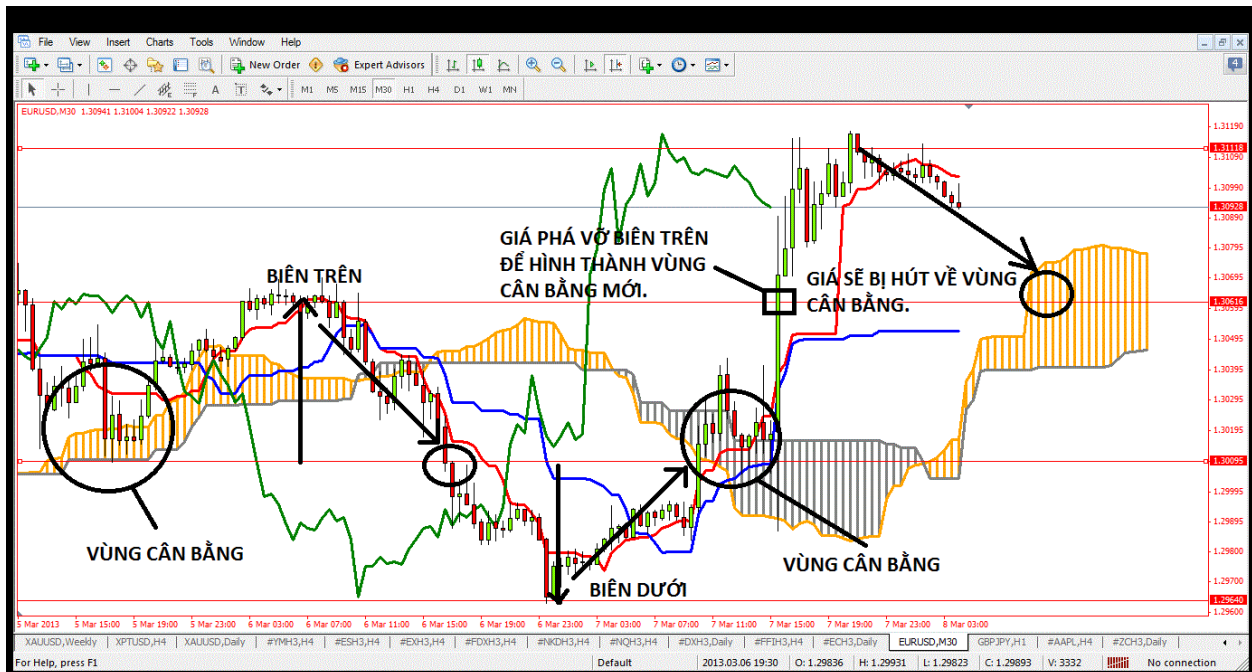 File View Insert Charts Tools Window Help
4
New Order Expert Advisors
A T M1 M5 M15 M30 H1 H4 D1 W1 MN
EURUSD.M30 1.30941 1.31004 1.30922 1.30928
1.31190
1.31118
1.31090
1.30990
1.30928
1.30890
1.30795
1.30695
1.30616
1.30595
1.30495
1.30395
1.30295
1.30195
1.30095
1.29995
1.29895
1.29800
1.29700
1.29640
1.29600
BIÊN TRÊN
GIÁ PHÁ VỠ BIÊN TRÊN
ĐỂ HÌNH THÀNH VÙNG
CÂN BẰNG MỚI.
GIÁ SẼ BỊ HÚT VỀ VÙNG
CÂN BẰNG.
VÙNG CÂN BẰNG
BIÊN DƯỚI
VÙNG CÂN BẰNG
5 Mar 2013 5 Mar 15:00 5 Mar 19:00 5 Mar 23:00 6 Mar 03:00 6 Mar 07:00 6 Mar 11:00 6 Mar 15:00 6 Mar 19:00 6 Mar 23:00 7 Mar 03:00 7 Mar 07:00 7 Mar 11:00 7 Mar 15:00 7 Mar 19:00 7 Mar 23:00 8 Mar 03:00
XAUUSD,Weekly XPTUSD,H4 XAUUSD,Daily #YMH3,H4 #ESH3,H4 #EXH3,H4 #FDXH3,H4 #NKDH3,H4 #NQH3,H4 #DXH3,Daily #FFIH3,H4 #ECH3,Daily EURUSD,M30 GBPJPY,H1 #AAPL,H4 #ZCH3,Daily
For Help, press F1 Default 2013.03.06 19:30 O: 1.29836 H: 1.29931 L: 1.29823 C: 1.29893 V: 3332 No connection